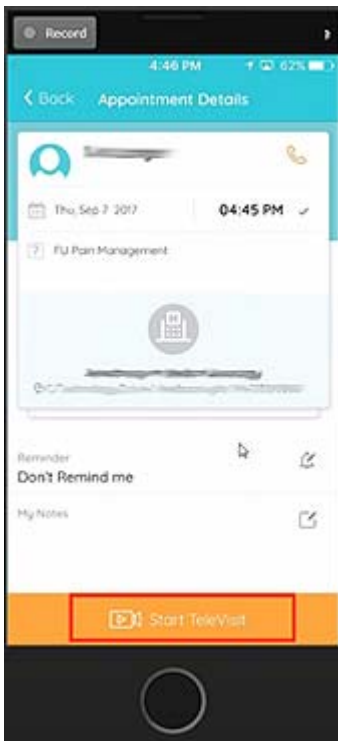 Record
4:46 PM 62%
Back Appointment Details
Thu, Sep 7 2017 04:45 PM
FU Pain Management
Reminder
Don't Remind me
My Notes
Start TeleVisit